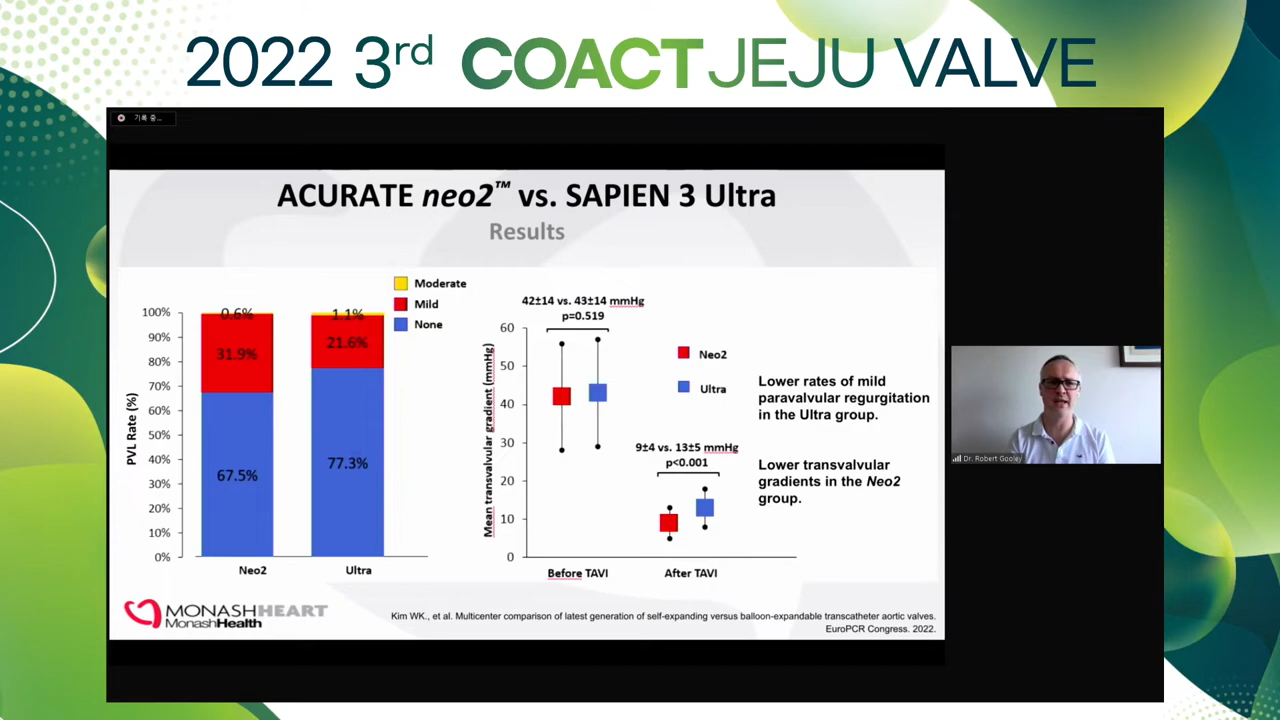 2022 3rd COACT JEJU VALVE
기록 중...
ACURATE neo2™ vs. SAPIEN 3 Ultra
Results
Moderate
Mild
None
100%
90%
80%
70%
60%
50%
40%
30%
20%
10%
0%
PVL Rate (%)
0.6%
31.9%
67.5%
1.1%
21.6%
77.3%
Neo2
Ultra
42±14 vs. 43±14 mmHg
p=0.519
60
50
40
30
20
10
0
Mean transvalvular gradient (mmHg)
Neo2
Ultra
9±4 vs. 13±5 mmHg
p<0.001
Before TAVI
After TAVI
Lower rates of mild
paravalvular regurgitation
in the Ultra group.
Lower transvalvular
gradients in the Neo2
group.
MONASHHEART
MonashHealth
Kim WK., et al. Multicenter comparison of latest generation of self-expanding versus balloon-expandable transcatheter aortic valves.
EuroPCR Congress. 2022.
Dr. Robert Gooley